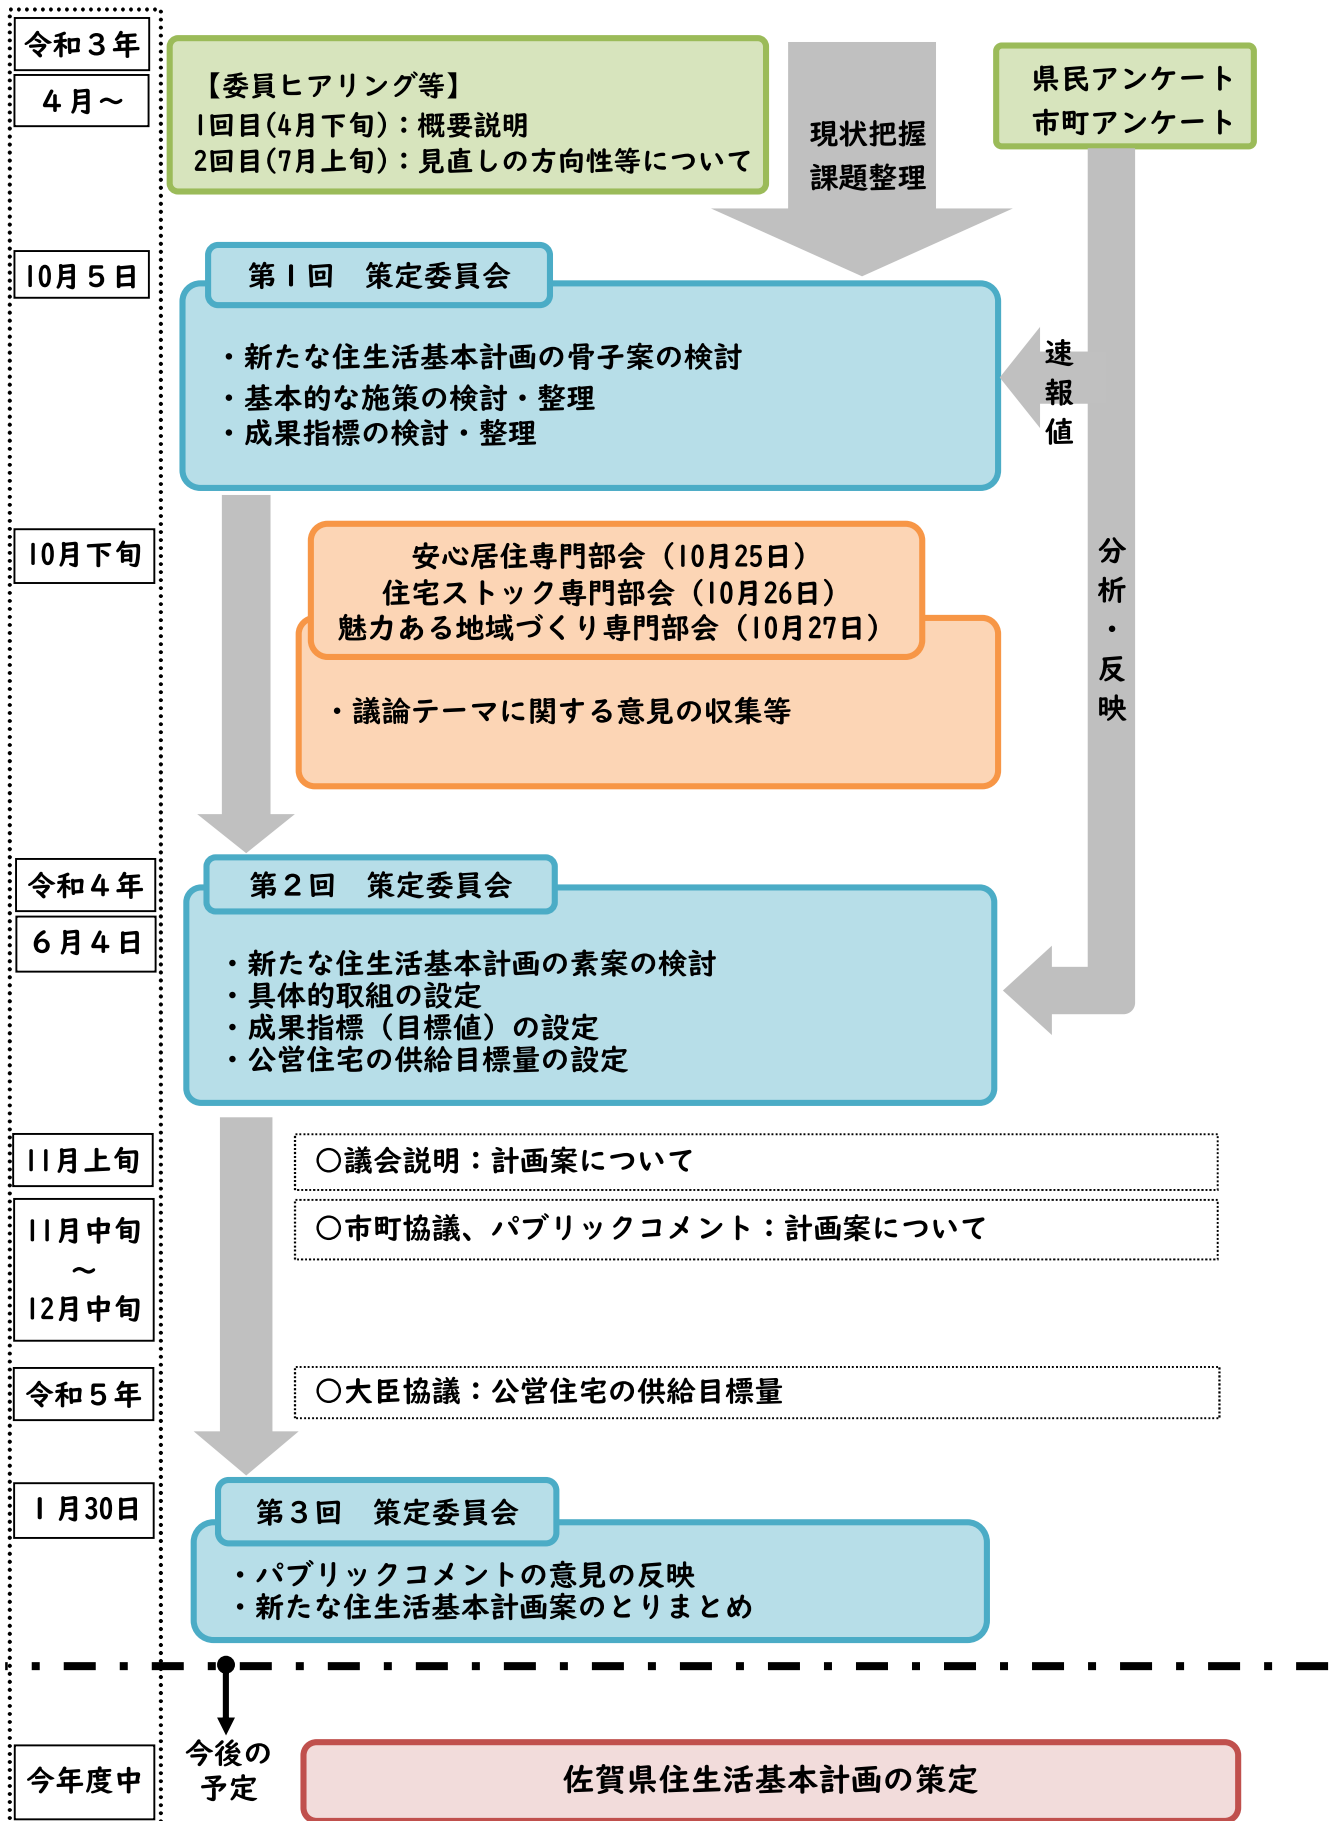 令和３年
４月～
【委員ヒアリング等】
1回目(4月下旬)：概要説明
2回目(7月上旬)：見直しの方向性等について
現状把握
課題整理
県民アンケート
市町アンケート
10月５日
第１回　策定委員会
・新たな住生活基本計画の骨子案の検討
・基本的な施策の検討・整理
・成果指標の検討・整理
速報値
分析・反映
10月下旬
安心居住専門部会（10月25日）
住宅ストック専門部会（10月26日）
魅力ある地域づくり専門部会（10月27日）
・議論テーマに関する意見の収集等
令和４年
６月４日
第２回　策定委員会
・新たな住生活基本計画の素案の検討
・具体的取組の設定
・成果指標（目標値）の設定
・公営住宅の供給目標量の設定
11月上旬
〇議会説明：計画案について
11月中旬
～
12月中旬
〇市町協議、パブリックコメント：計画案について
令和５年
〇大臣協議：公営住宅の供給目標量
１月30日
第３回　策定委員会
・パブリックコメントの意見の反映
・新たな住生活基本計画案のとりまとめ
今年度中
今後の
予定
佐賀県住生活基本計画の策定